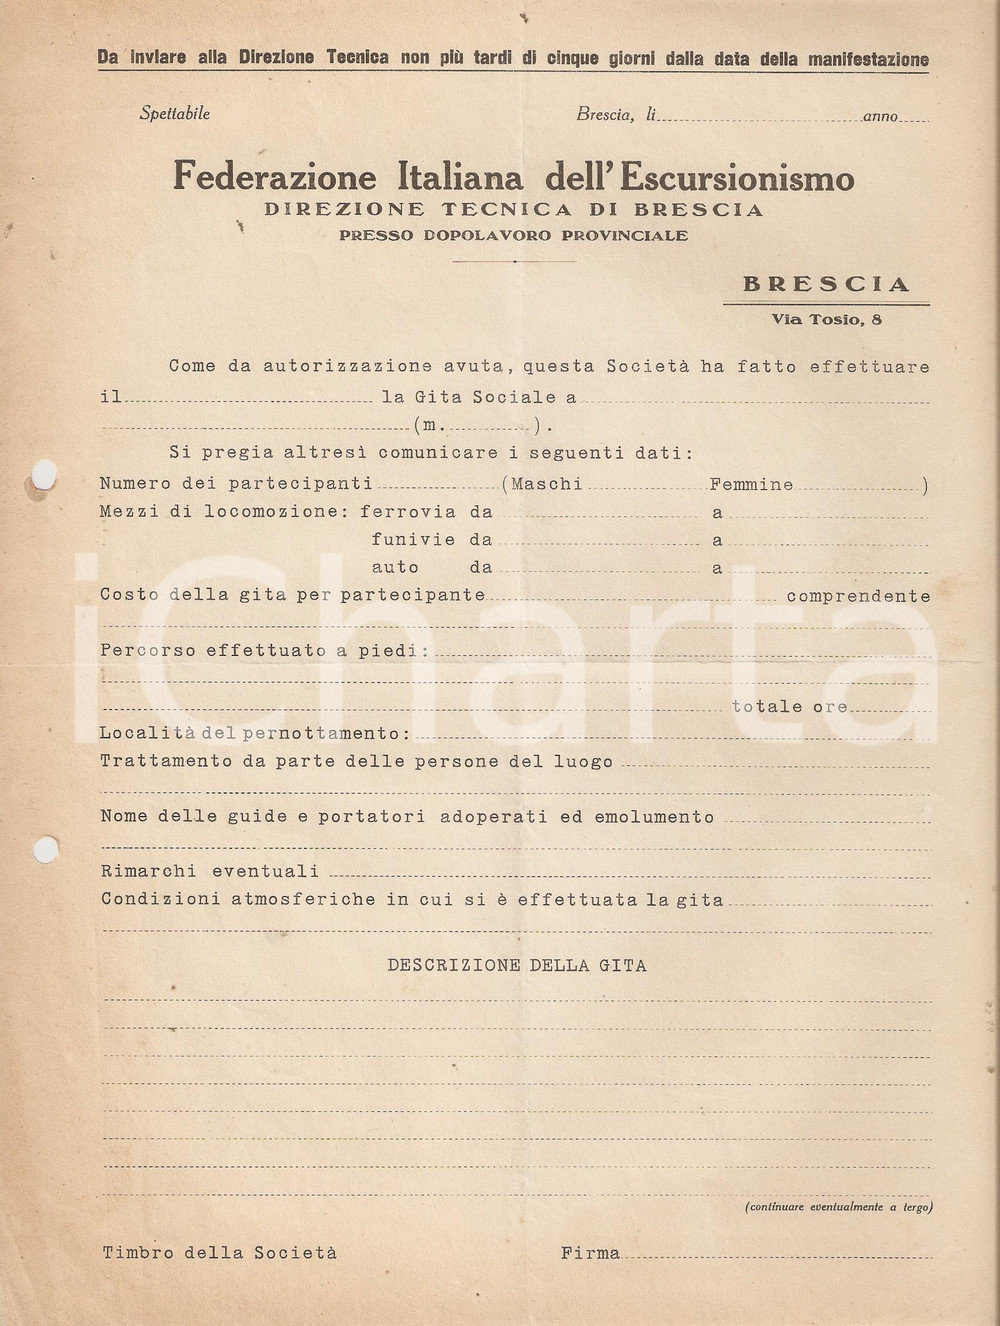 Da inviare alla Direzione Tecnica non più tardi di cinque giorni dalla data della manifestazione
Spettabile
Brescia, li anno
Federazione Italiana dell' Escursionismo
DIREZIONE TECNICA DI BRESCIA
PRESSO DOPOLAVORO PROVINCIALE
BRESCIA
Via Tosio, 8
Come da autorizzazione avuta, questa Società ha fatto effettuare
il la Gita Sociale a
(m. ).
Si pregia altresì comunicare i seguenti dati:
Numero dei partecipanti (Maschi Femmine )
Mezzi di locomozione: ferrovia da a
funivie da a
auto da a
Costo della gita per partecipante comprendente
Percorso effettuato a piedi:
totale ore
Località del pernottamento:
Trattamento da parte delle persone del luogo
Nome delle guide e portatori adoperati ed emolumento
Rimarchi eventuali
Condizioni atmosferiche in cui si è effettuata la gita
DESCRIZIONE DELLA GITA
(continuare eventualmente a tergo)
Timbro della Società Firma
iCharta